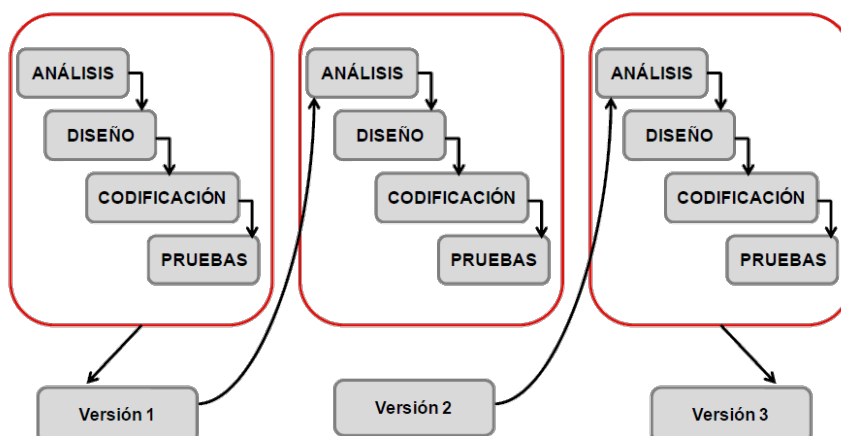 ANÁLISIS
DISEÑO
CODIFICACIÓN
PRUEBAS
ANÁLISIS
DISEÑO
CODIFICACIÓN
PRUEBAS
ANÁLISIS
DISEÑO
CODIFICACIÓN
PRUEBAS
Versión 1
Versión 2
Versión 3